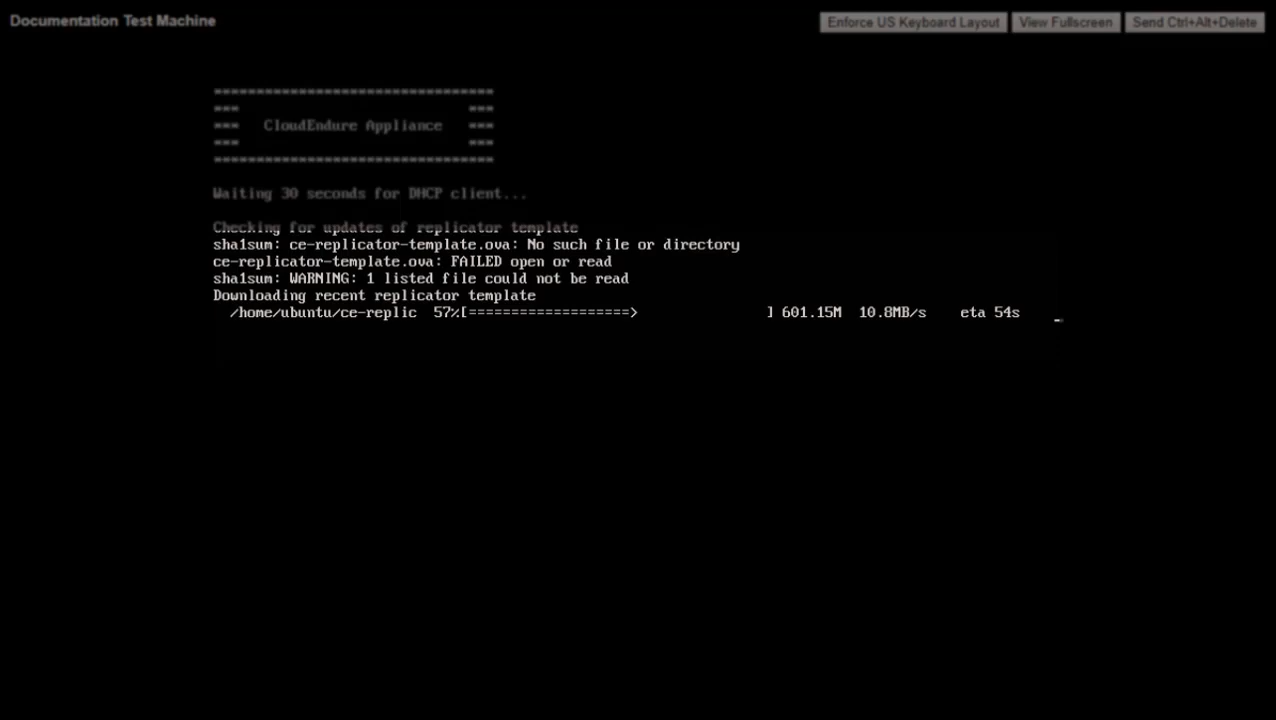 Documentation Test Machine
Enforce US Keyboard Layout View Fullscreen Send Ctrl+Alt+Delete
=================================
===                           ===
===   CloudEndure Appliance   ===
===                           ===
=================================
Waiting 30 seconds for DHCP client...
Checking for updates of replicator template
sha1sum: ce-replicator-template.ova: No such file or directory
ce-replicator-template.ova: FAILED open or read
sha1sum: WARNING: 1 listed file could not be read
Downloading recent replicator template
/home/ubuntu/ce-replic  57%[===================>               ] 601.15M  10.8MB/s    eta 54s    _